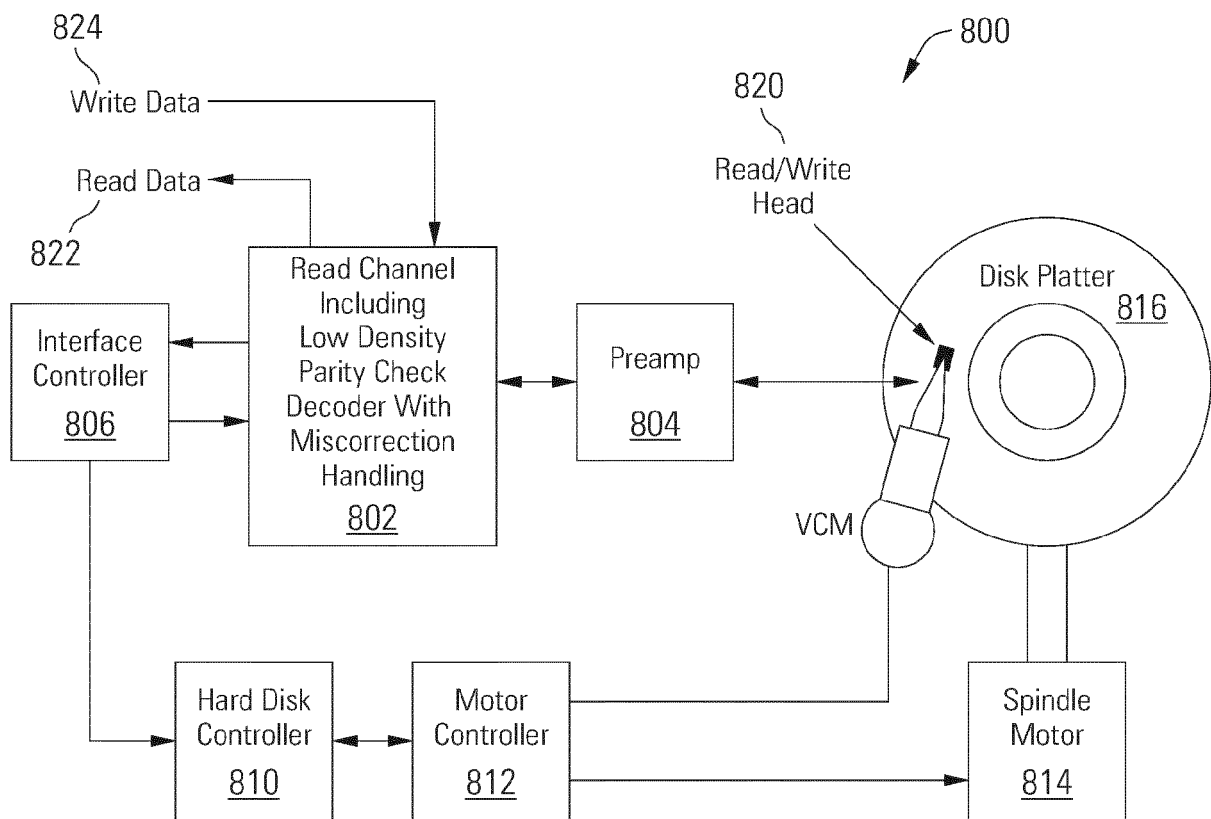 824
Write Data
Read Data
822
800
820
Read/Write
Head
Interface
Controller
806
Read Channel
Including
Low Density
Parity Check
Decoder With
Miscorrection
Handling
802
Preamp
804
Disk Platter
816
VCM
Hard Disk
Controller
810
Motor
Controller
812
Spindle
Motor
814